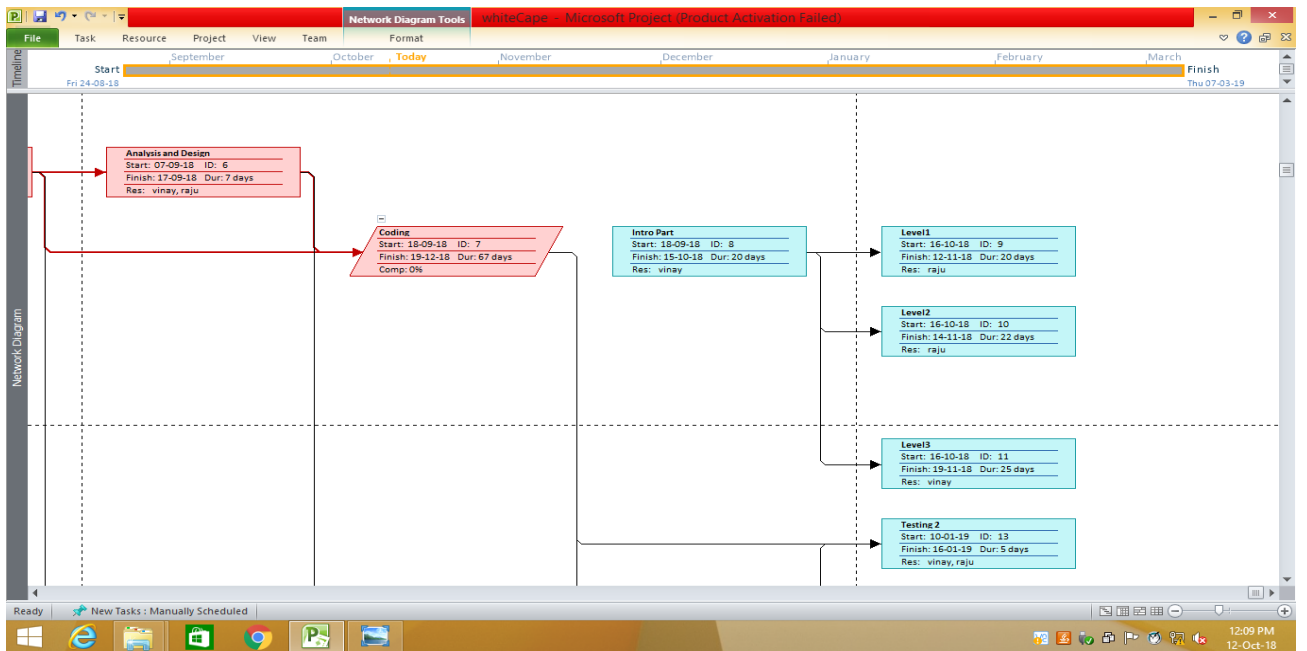 Network Diagram Tools whiteCape - Microsoft Project (Product Activation Failed)
File Task Resource Project View Team Format
Timeline
September October Today November December January February March
Start
Fri 24-08-18
Finish
Thu 07-03-19
Network Diagram
Analysis and Design
Start: 07-09-18 ID: 6
Finish: 17-09-18 Dur: 7 days
Res: vinay, raju
Coding
Start: 18-09-18 ID: 7
Finish: 19-12-18 Dur: 67 days
Comp: 0%
Intro Part
Start: 18-09-18 ID: 8
Finish: 15-10-18 Dur: 20 days
Res: vinay
Level1
Start: 16-10-18 ID: 9
Finish: 12-11-18 Dur: 20 days
Res: raju
Level2
Start: 16-10-18 ID: 10
Finish: 14-11-18 Dur: 22 days
Res: raju
Level3
Start: 16-10-18 ID: 11
Finish: 19-11-18 Dur: 25 days
Res: vinay
Testing 2
Start: 10-01-19 ID: 13
Finish: 16-01-19 Dur: 5 days
Res: vinay, raju
Ready New Tasks : Manually Scheduled
12:09 PM
12-Oct-18